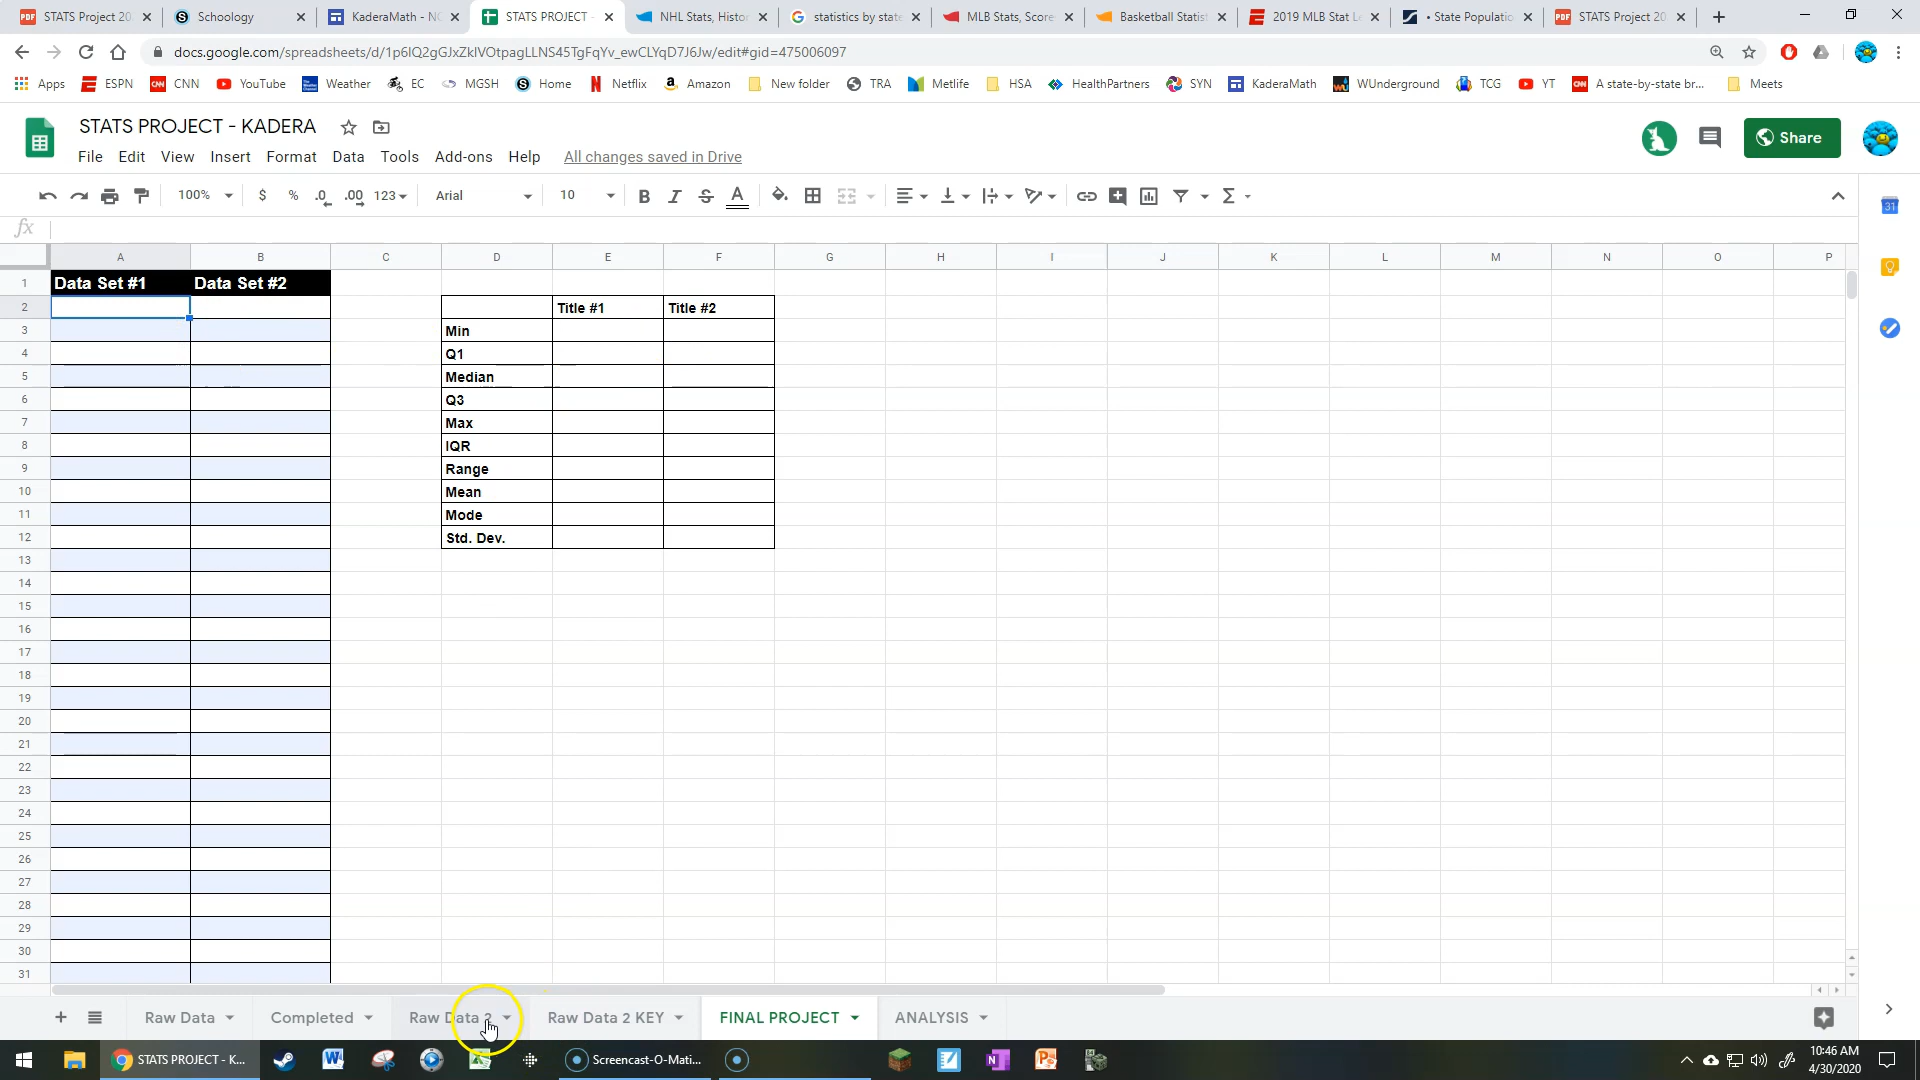 STATS Project 20
Schoology
KaderaMath - NC
STATS PROJECT -
NHL Stats, Histor
statistics by state
MLB Stats, Score
Basketball Statist
2019 MLB Stat Le
• State Populatio
STATS Project 20
docs.google.com/spreadsheets/d/1p6IQ2gGJxZkIVOtpagLLNS45TgFqYv_ewCLYqD7J6Jw/edit#gid=475006097
Apps ESPN CNN YouTube Weather EC MGSH Home Netflix Amazon New folder TRA Metlife HSA HealthPartners SYN KaderaMath WUnderground TCG YT A state-by-state br... Meets
STATS PROJECT - KADERA
Share
File Edit View Insert Format Data Tools Add-ons Help All changes saved in Drive
100% $ % .0 .00 123 Arial 10 B I S A
fx
A B C D E F G H I J K L M N O P
1 Data Set #1 Data Set #2
2 Title #1 Title #2
3 Min
4 Q1
5 Median
6 Q3
7 Max
8 IQR
9 Range
10 Mean
11 Mode
12 Std. Dev.
13
14
15
16
17
18
19
20
21
22
23
24
25
26
27
28
29
30
31
Raw Data Completed Raw Data 2 Raw Data 2 KEY FINAL PROJECT ANALYSIS
STATS PROJECT - K... Screencast-O-Mati...
10:46 AM
4/30/2020